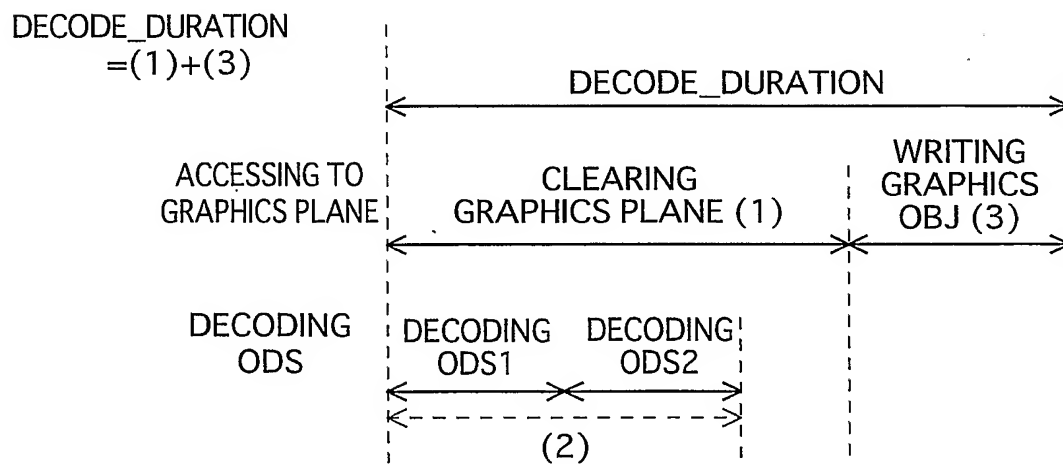 DECODE_DURATION
=(1)+(3)
DECODE_DURATION
ACCESSING TO
GRAPHICS PLANE
CLEARING
GRAPHICS PLANE (1)
WRITING
GRAPHICS
OBJ (3)
DECODING
ODS
DECODING
ODS1
DECODING
ODS2
(2)